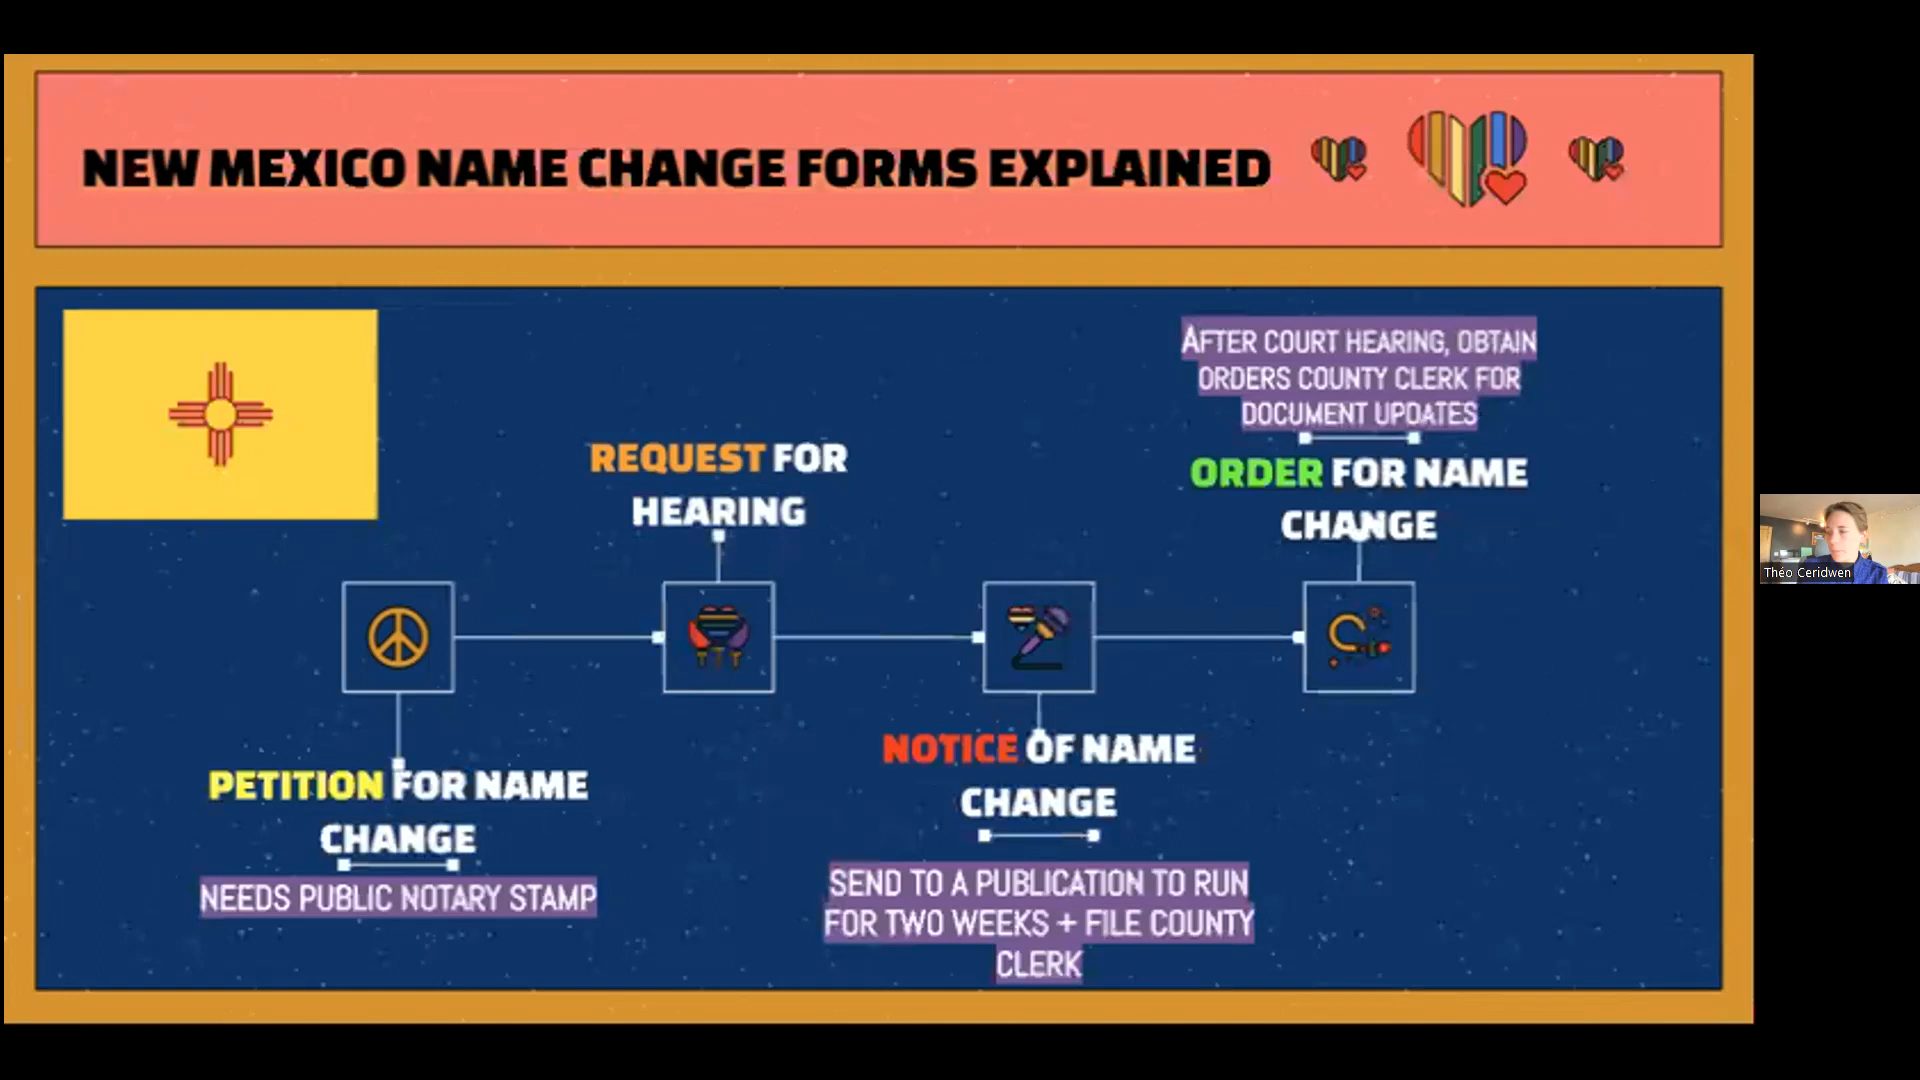 NEW MEXICO NAME CHANGE FORMS EXPLAINED
PETITION FOR NAME
CHANGE
NEEDS PUBLIC NOTARY STAMP
REQUEST FOR
HEARING
NOTICE OF NAME
CHANGE
SEND TO A PUBLICATION TO RUN
FOR TWO WEEKS + FILE COUNTY
CLERK
AFTER COURT HEARING, OBTAIN
ORDERS COUNTY CLERK FOR
DOCUMENT UPDATES
ORDER FOR NAME
CHANGE
Théo Ceridwen